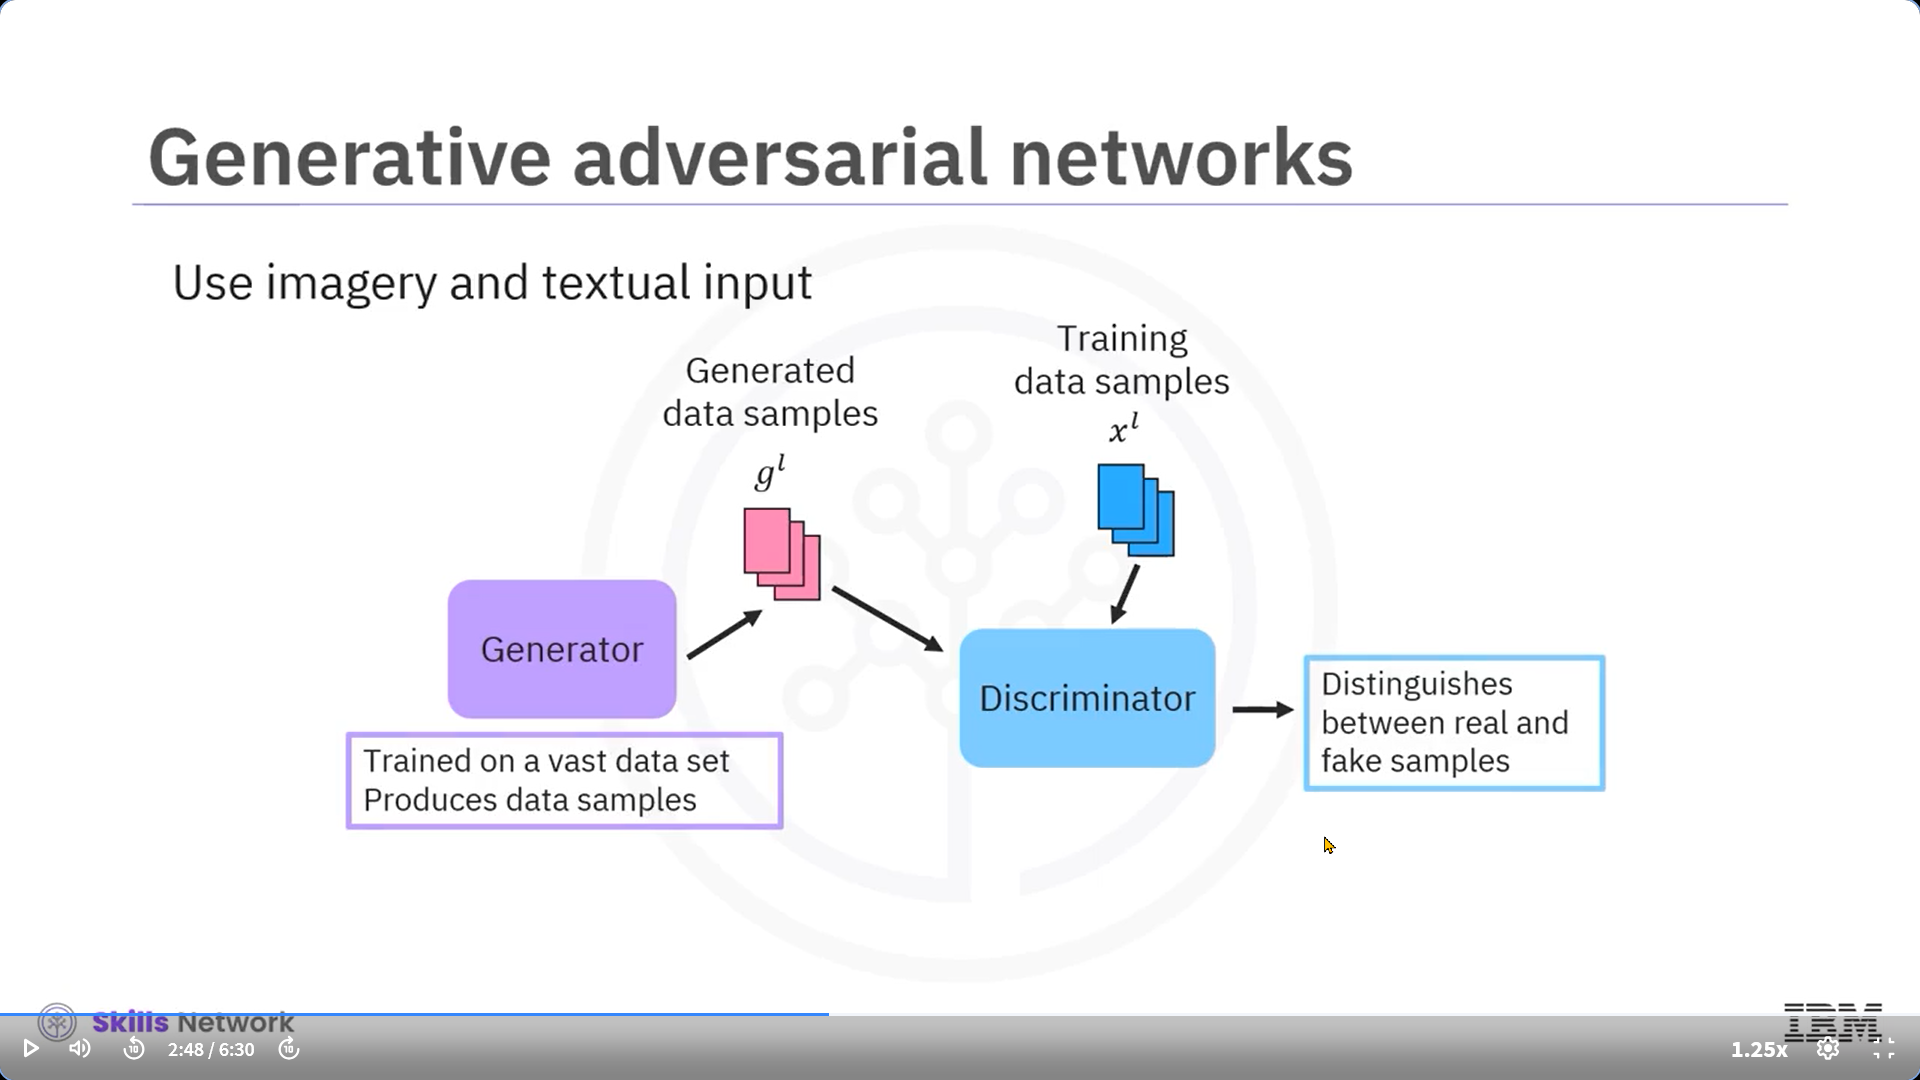 Generative adversarial networks
Use imagery and textual input
Generated
data samples
g^l
Training
data samples
x^l
Generator
Trained on a vast data set
Produces data samples
Discriminator
Distinguishes
between real and
fake samples
Skills Network
IBM
10
2:48 / 6:30
10
1.25x